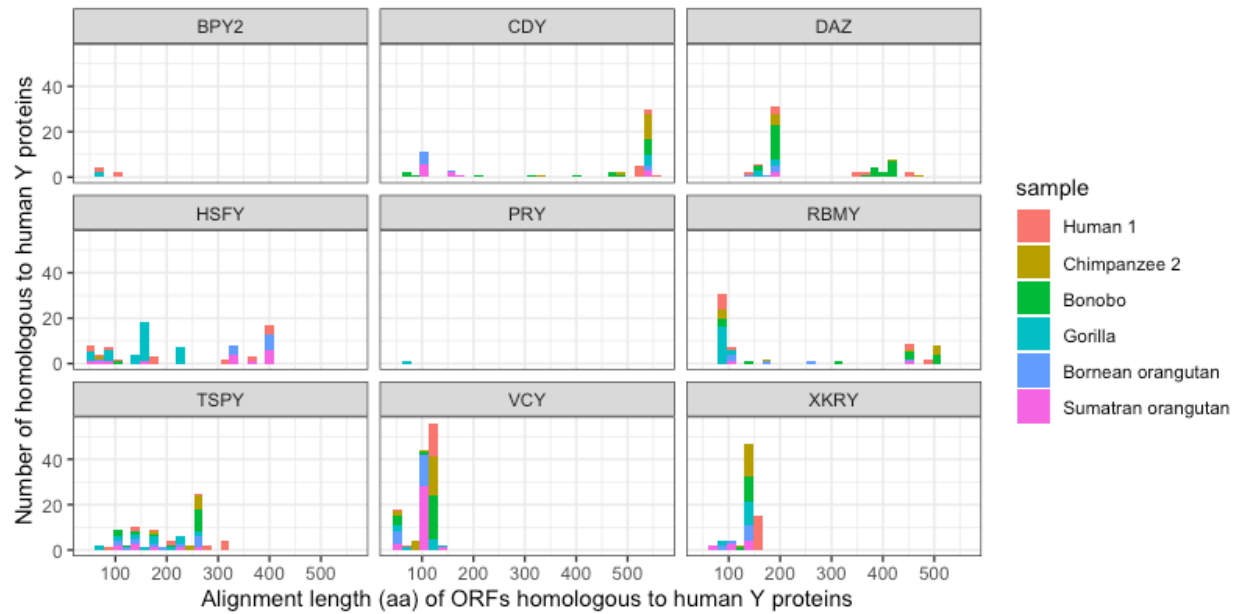 BPY2 CDY DAZ
40
20
0
HSFY PRY RBMY
40
20
0
TSPY VCY XKRY
40
20
0
100 200 300 400 500 100 200 300 400 500 100 200 300 400 500
Alignment length (aa) of ORFs homologous to human Y proteins
Number of homologous to human Y proteins
sample
Human 1
Chimpanzee 2
Bonobo
Gorilla
Bornean orangutan
Sumatran orangutan